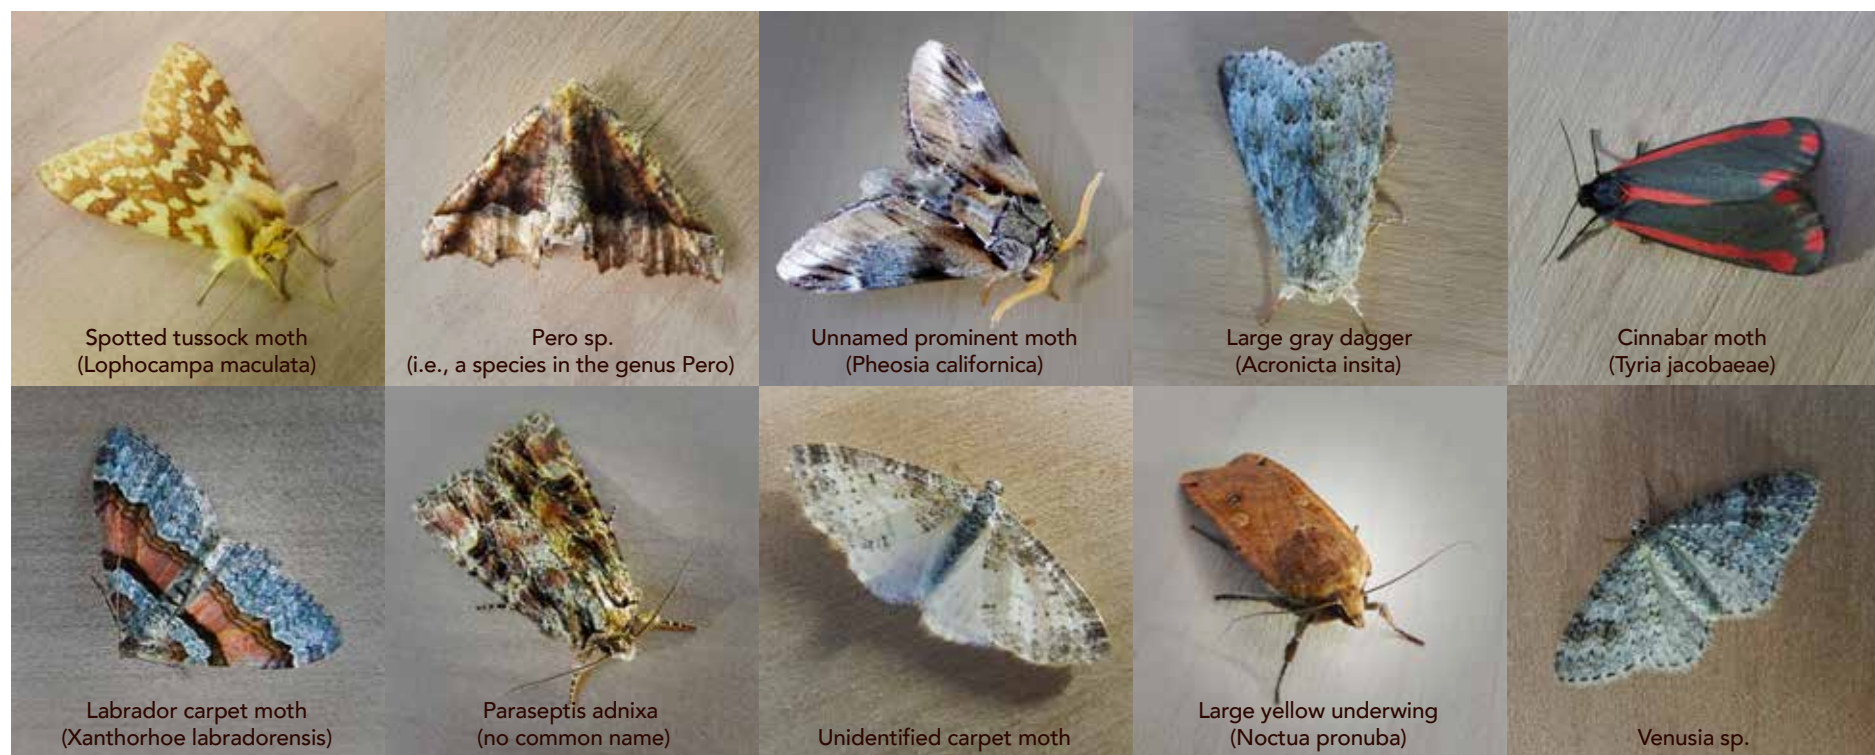 Spotted tussock moth
(Lophocampa maculata)
Pero sp.
(i.e., a species in the genus Pero)
Unnamed prominent moth
(Pheosia californica)
Large gray dagger
(Acronicta insita)
Cinnabar moth
(Tyria jacobaeae)
Labrador carpet moth
(Xanthorhoe labradorensis)
Paraseptis adnixa
(no common name)
Unidentified carpet moth
Large yellow underwing
(Noctua pronuba)
Venusia sp.